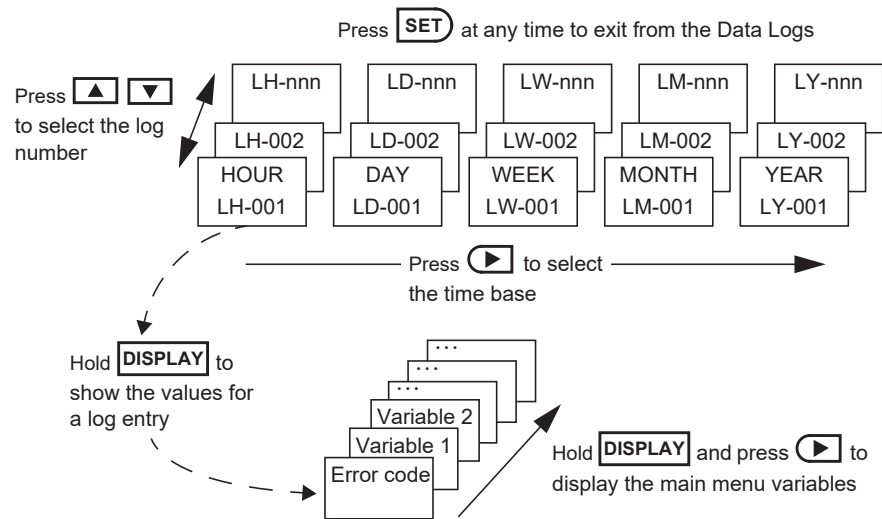 Press SET at any time to exit from the Data Logs
Press ▲ ▼
to select the log
number
LH-nnn LD-nnn LW-nnn LM-nnn LY-nnn
LH-002 LD-002 LW-002 LM-002 LY-002
HOUR DAY WEEK MONTH YEAR
LH-001 LD-001 LW-001 LM-001 LY-001
Press ▶ to select
the time base
Hold DISPLAY to
show the values for
a log entry
...
...
...
Variable 2
Variable 1
Error code
Hold DISPLAY and press ▶ to
display the main menu variables